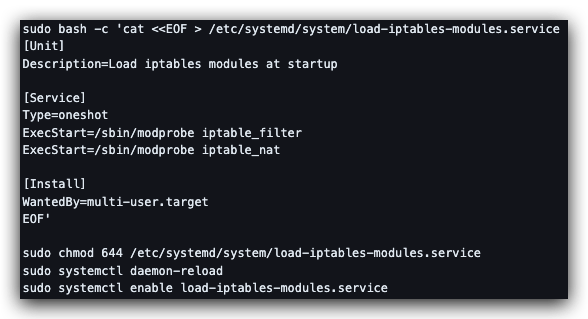 sudo bash -c 'cat <<EOF > /etc/systemd/system/load-iptables-modules.service
[Unit]
Description=Load iptables modules at startup

[Service]
Type=oneshot
ExecStart=/sbin/modprobe iptable_filter
ExecStart=/sbin/modprobe iptable_nat

[Install]
WantedBy=multi-user.target
EOF'

sudo chmod 644 /etc/systemd/system/load-iptables-modules.service
sudo systemctl daemon-reload
sudo systemctl enable load-iptables-modules.service